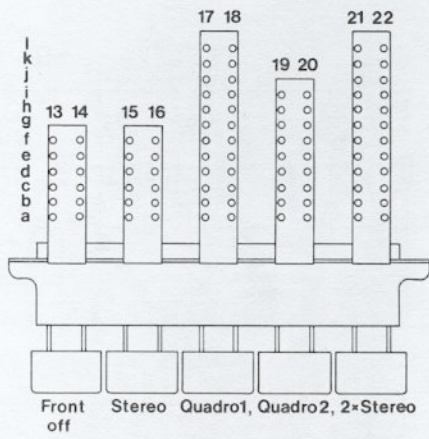 17 18 21 22
l
k
j 19 20
i
h 13 14 15 16
g
f
e
d
c
b
a
Front off Stereo Quadro1, Quadro2, 2×Stereo